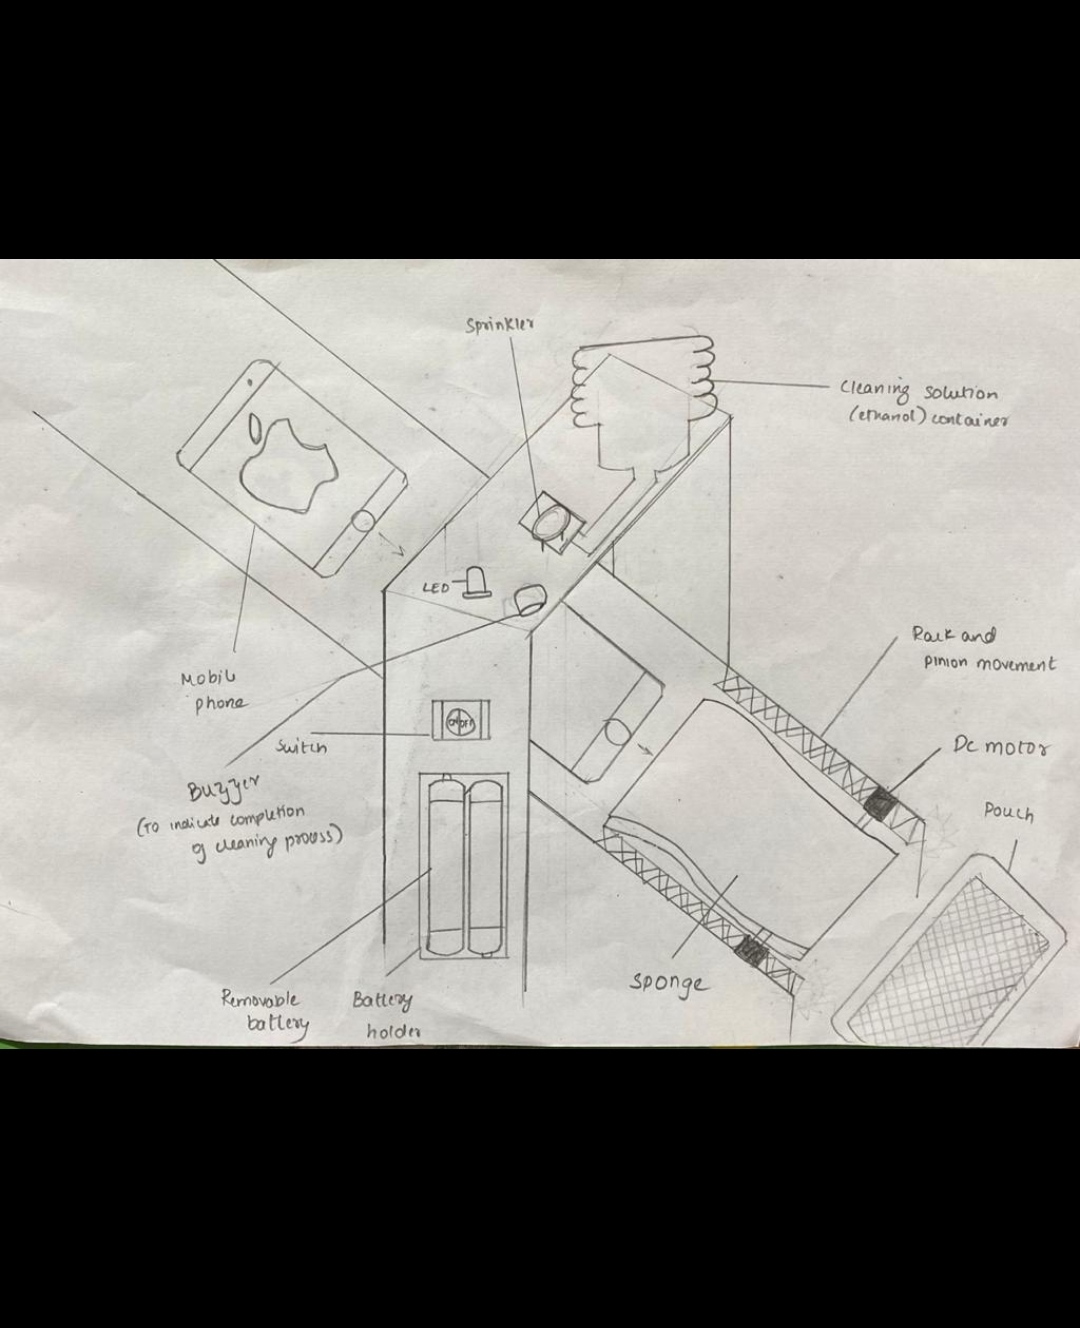 Sprinkler
Cleaning solution
(ethanol) container
LED
Rack and
pinion movement
Mobile
phone
ON OFF
Switch
Buzzer
(To indicate completion
of cleaning process)
DC motor
Pouch
sponge
Removable
battery
Battery
holder